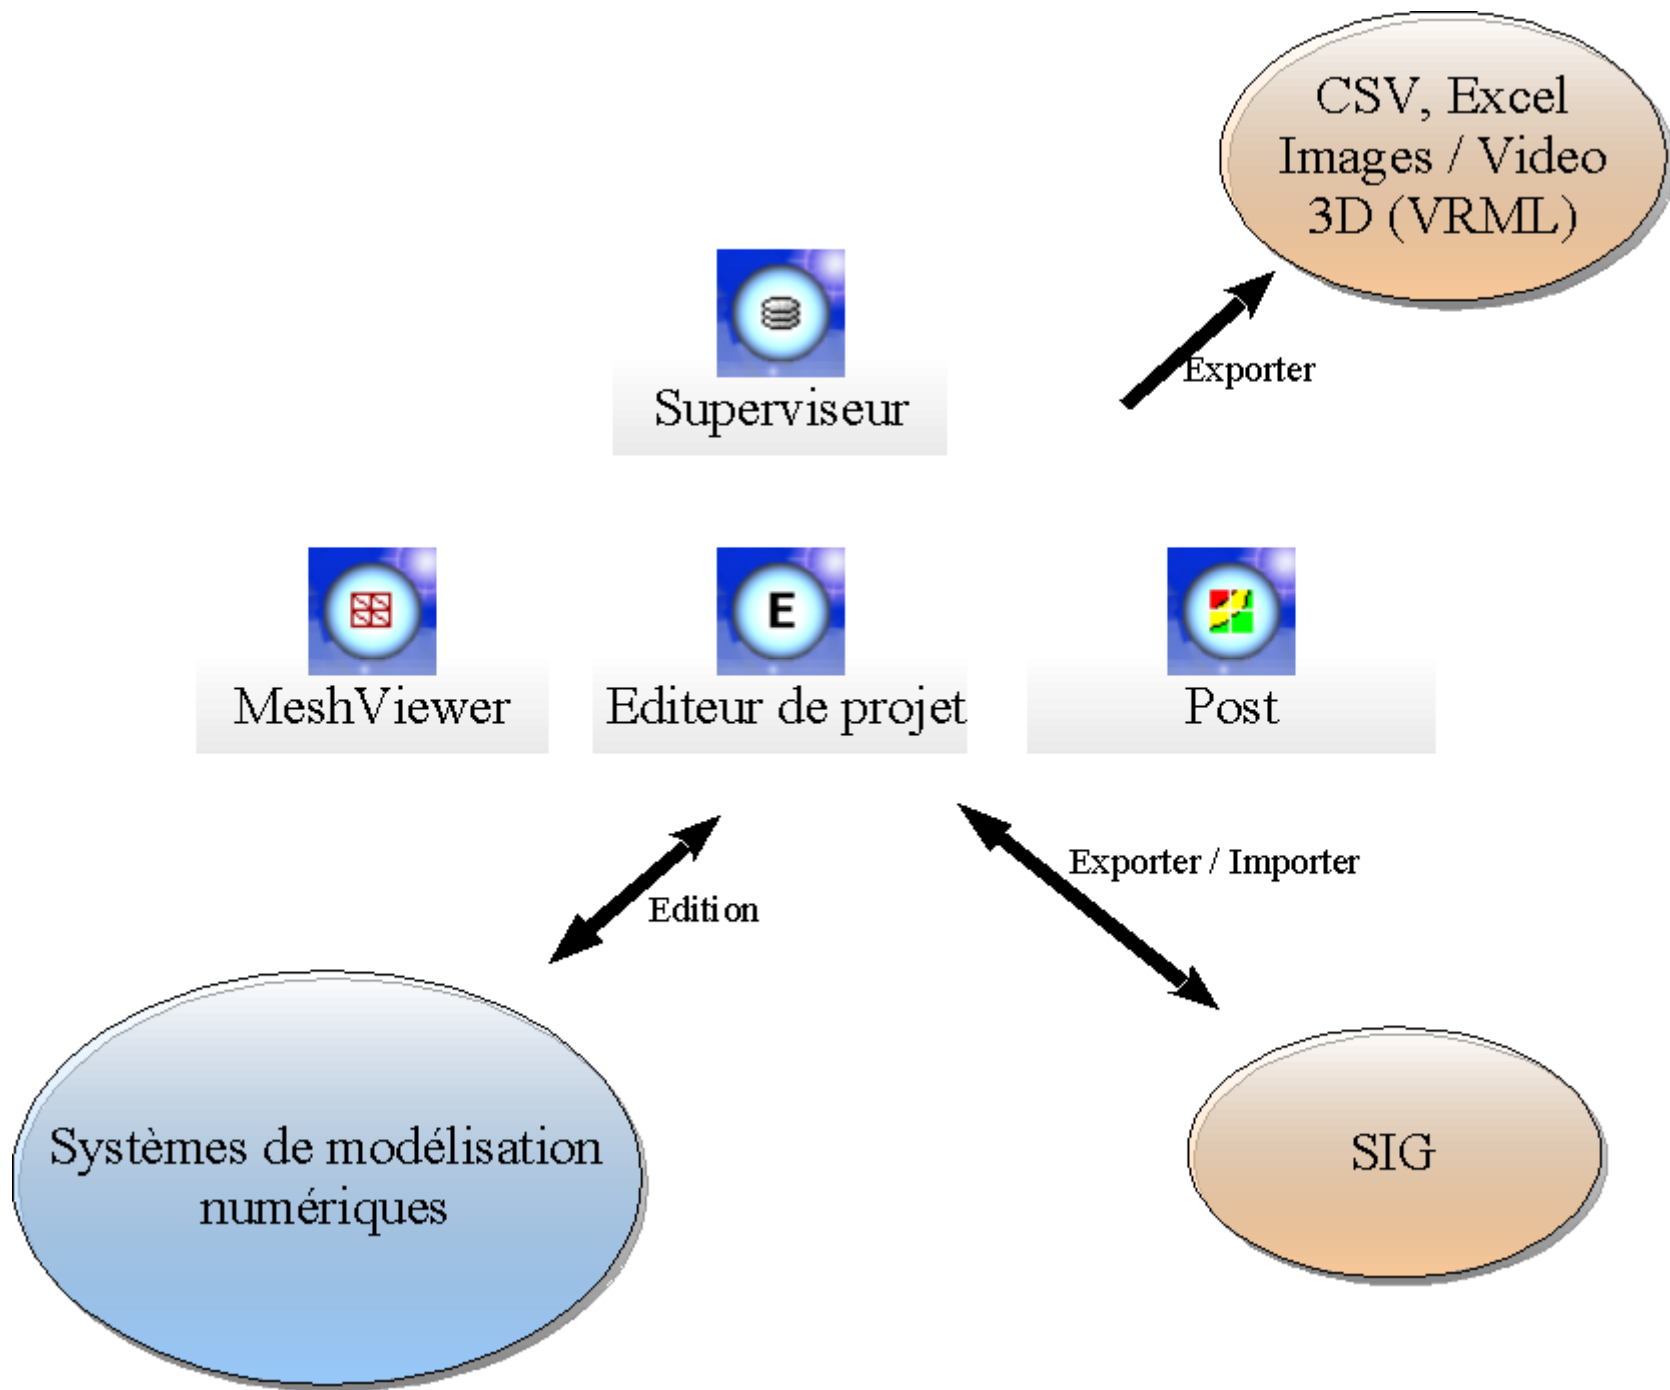 CSV, Excel
Images / Video
3D (VRML)
Exporter
Superviseur
MeshViewer
E
Editeur de projet
Post
Edition
Exporter / Importer
Systèmes de modélisation
numériques
SIG